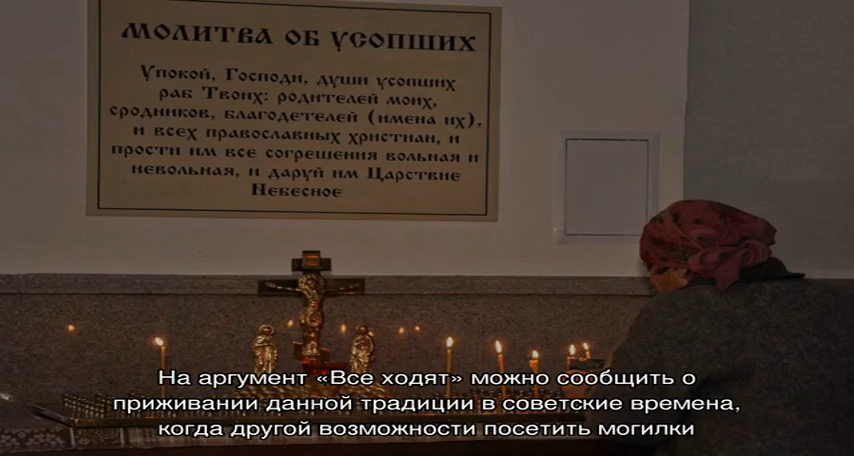 МОЛИТВА ОБ УСОПШИХ
Упокой, Господи, души усопших
раб Твоих: родителей моих,
сродников, благодетелей (имена их),
и всех православных христиан, и
прости им все согрешения вольная и
невольная, и даруй им Царствие
Небесное
На аргумент «Все ходят» можно сообщить о
приживании данной традиции в советские времена,
когда другой возможности посетить могилки